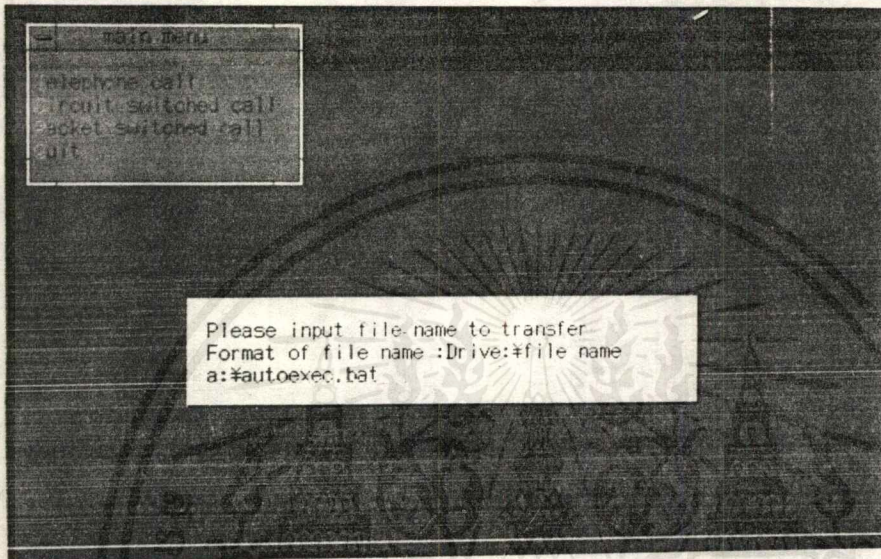 main menu
elephone call
ircuit switched call
acket switched call
uit
Please input file name to transfer
Format of file name :Drive:¥file name
a:¥autoexec.bat